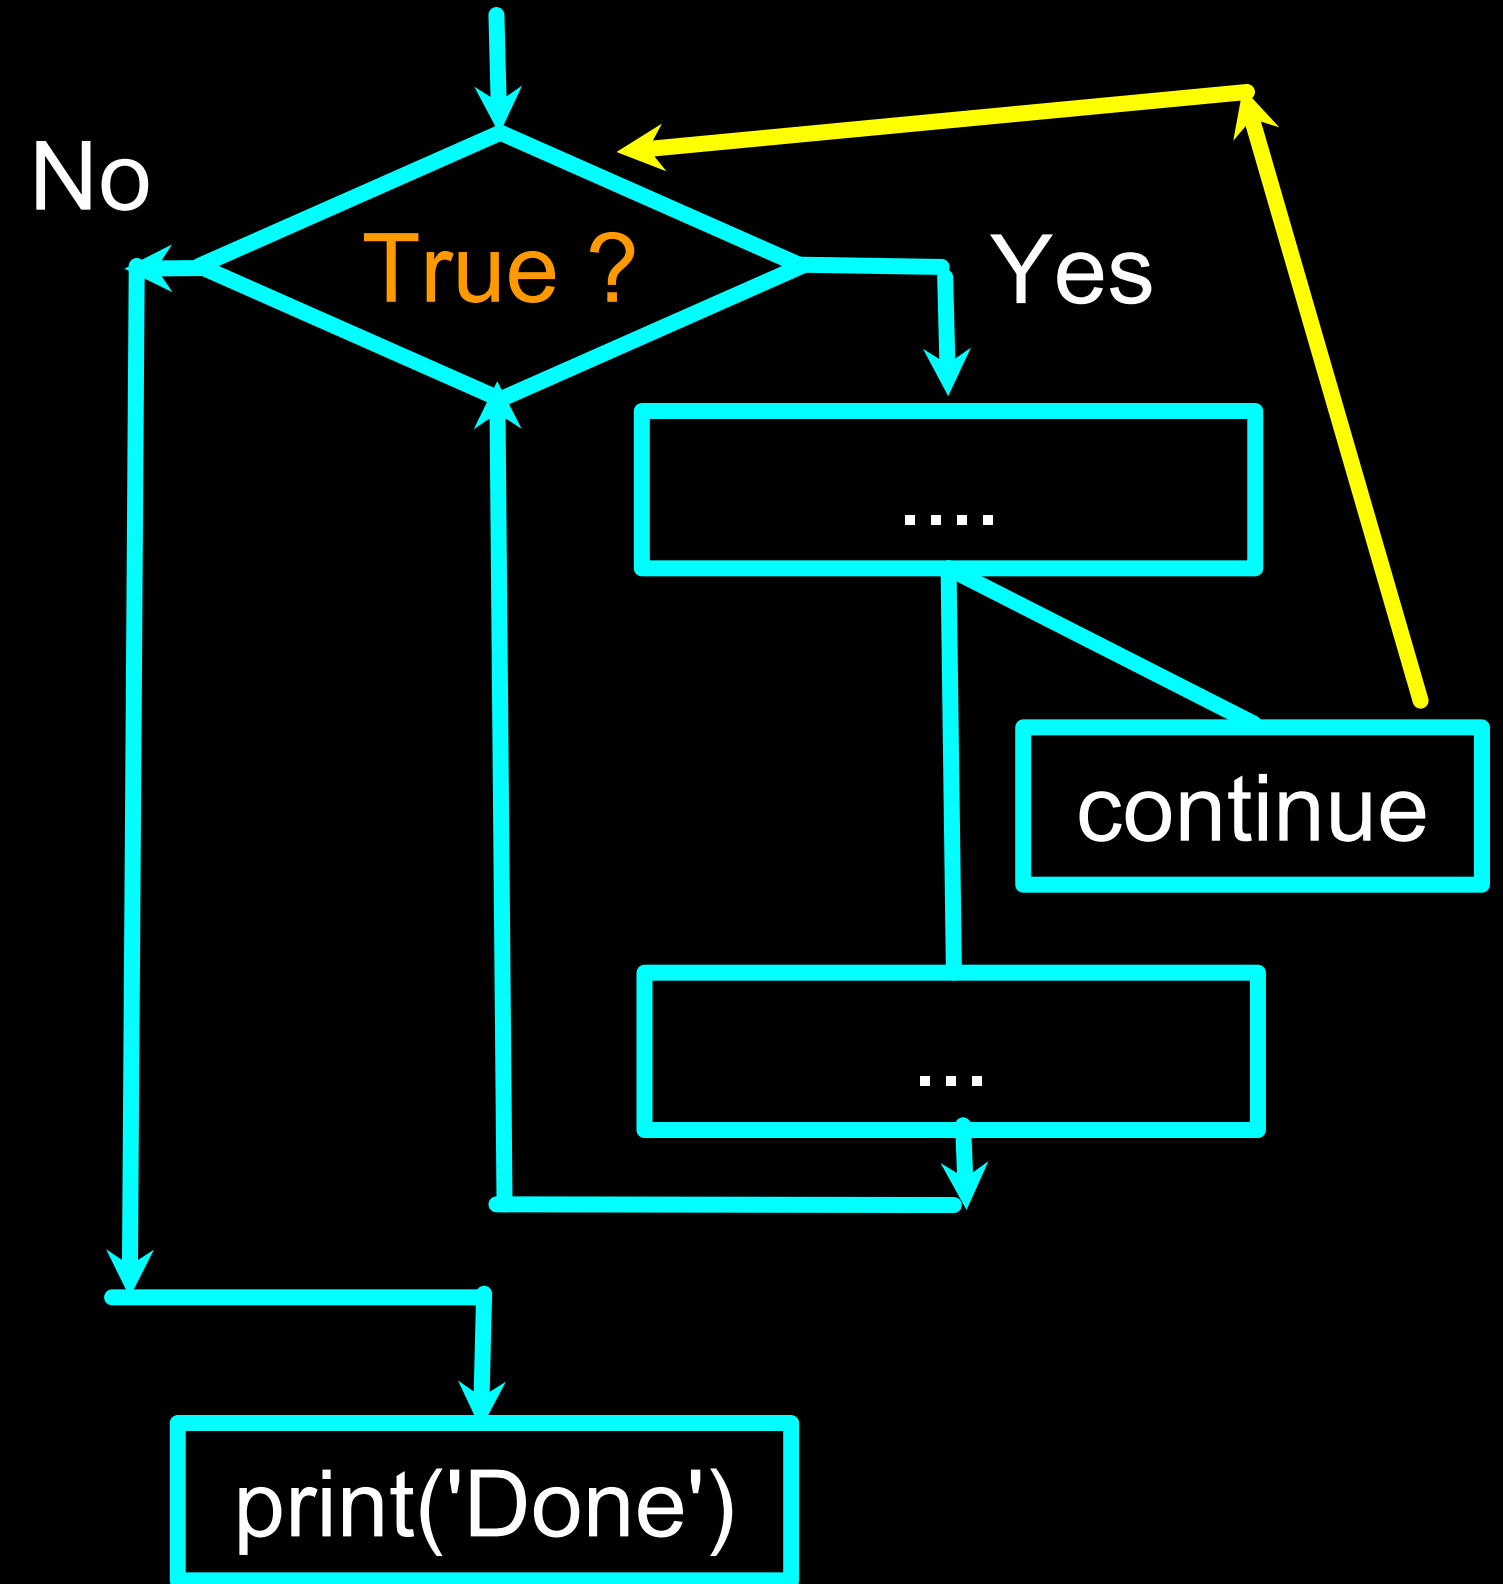 No
True ?
Yes
....
continue
...
print('Done')